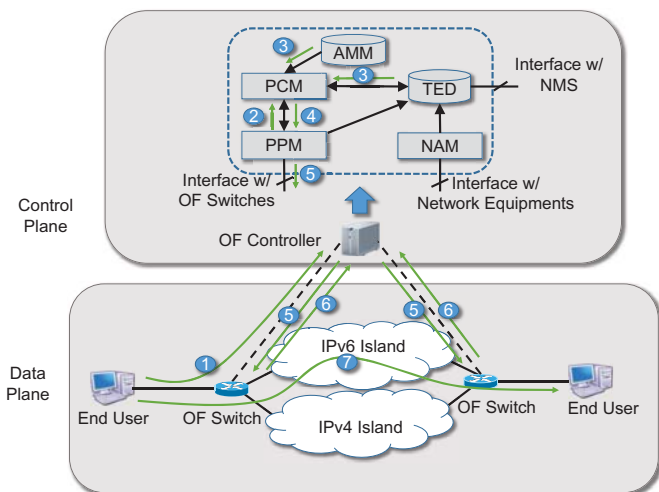 3
AMM
3
Interface w/
NMS
PCM
TED
2
4
PPM
NAM
5
Interface w/
OF Switches
Interface w/
Network Equipments
Control
Plane
OF Controller
5
6
5
6
IPv6 Island
1
7
Data
Plane
End User
OF Switch
IPv4 Island
OF Switch
End User